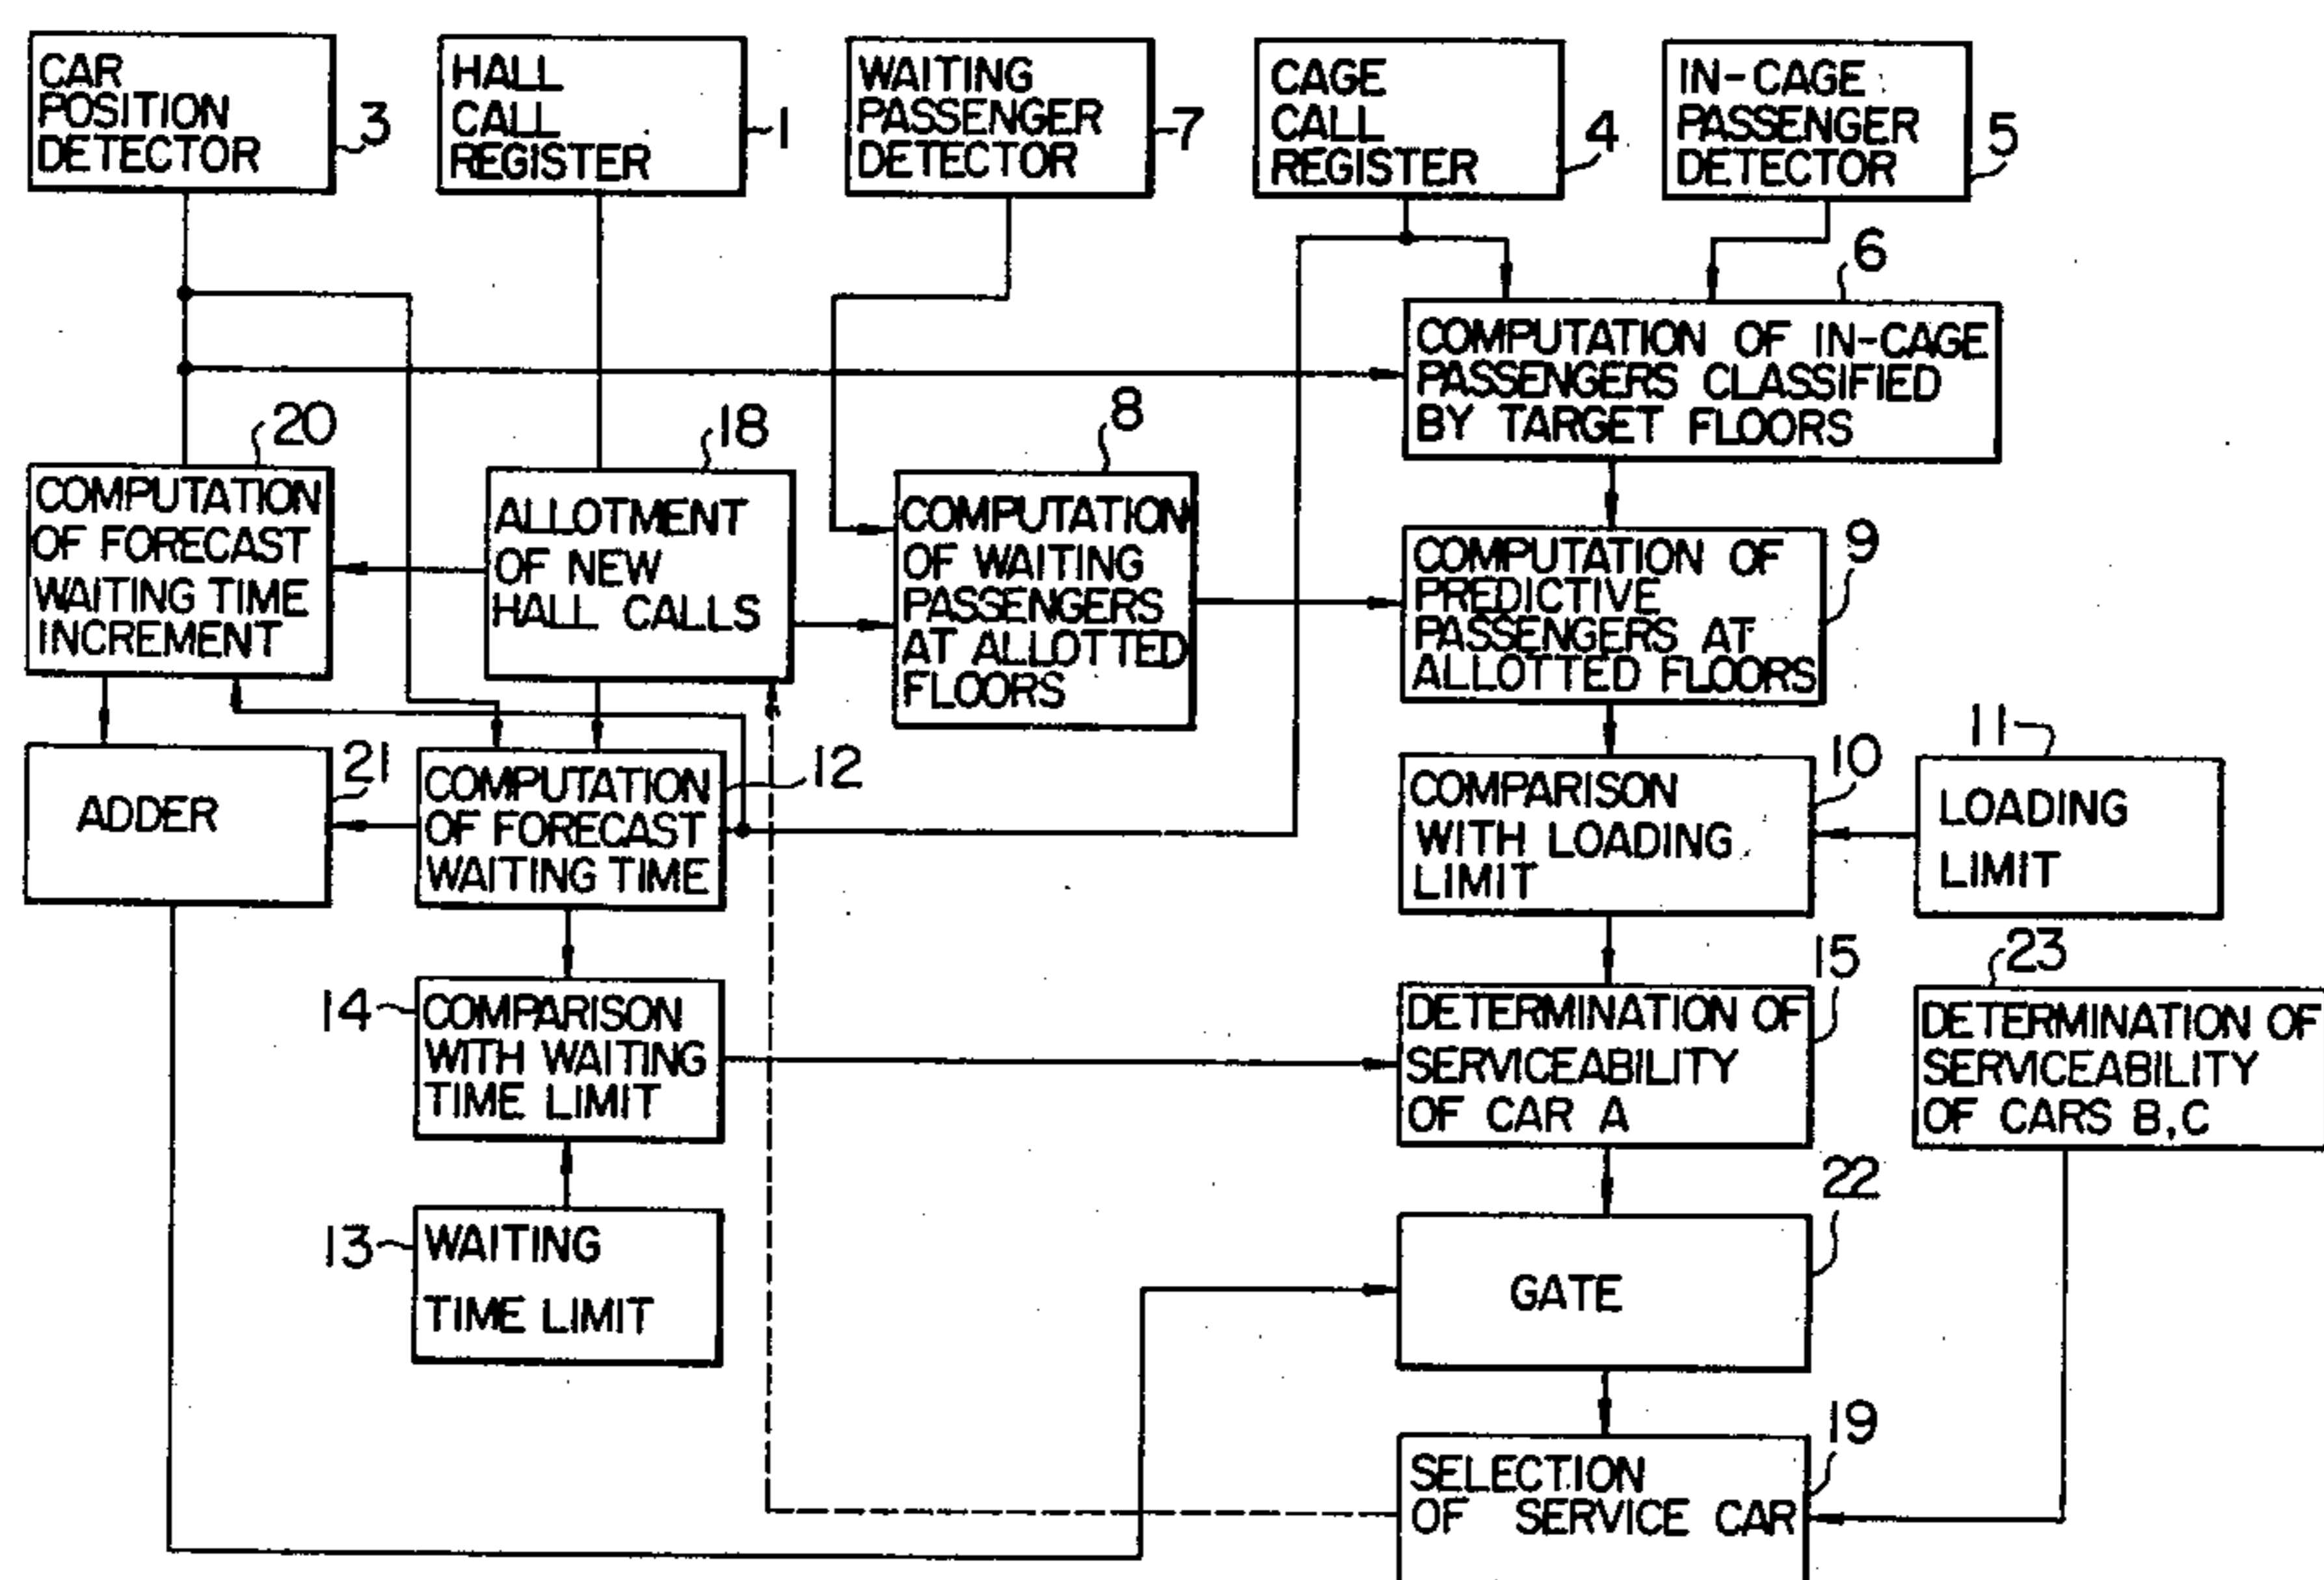 CAR
POSITION
DETECTOR
3
HALL
CALL
REGISTER
1
WAITING
PASSENGER
DETECTOR
7
CAGE
CALL
REGISTER
4
IN-CAGE
PASSENGER
DETECTOR
5
6
COMPUTATION OF IN-CAGE
PASSENGERS CLASSIFIED
BY TARGET FLOORS
20
COMPUTATION
OF FORECAST
WAITING TIME
INCREMENT
18
ALLOTMENT
OF NEW
HALL CALLS
8
COMPUTATION
OF WAITING
PASSENGERS
AT ALLOTTED
FLOORS
9
COMPUTATION OF
PREDICTIVE
PASSENGERS AT
ALLOTTED FLOORS
21
ADDER
12
COMPUTATION
OF FORECAST
WAITING TIME
10
COMPARISON
WITH LOADING
LIMIT
11
LOADING
LIMIT
14
COMPARISON
WITH WAITING
TIME LIMIT
15
DETERMINATION OF
SERVICEABILITY
OF CAR A
23
DETERMINATION OF
SERVICEABILITY
OF CARS B,C
13
WAITING
TIME LIMIT
22
GATE
19
SELECTION
OF SERVICE CAR